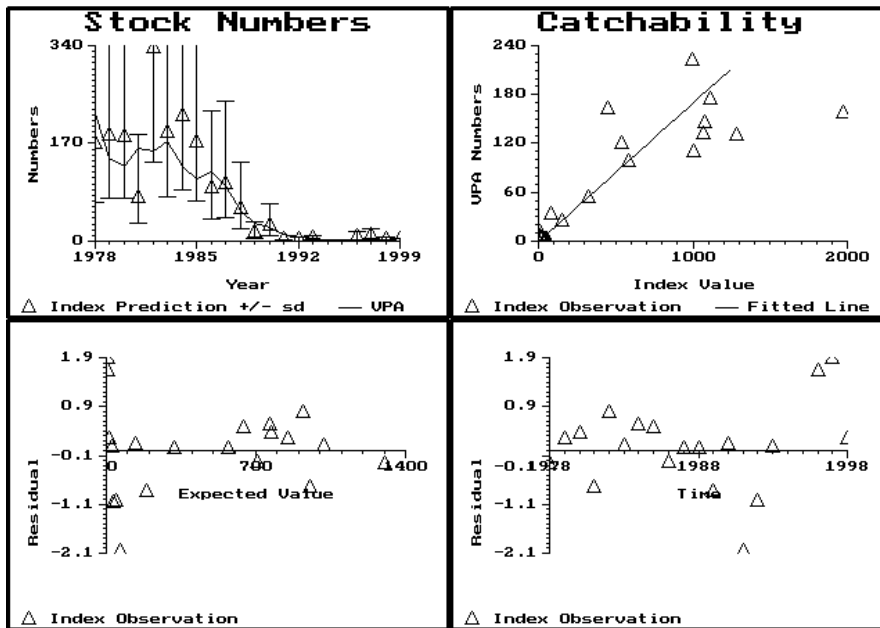 Stock Numbers
340
170
0
Numbers
1978 1985 1992 1999
Year
△ Index Prediction +/- sd — VPA
Catchability
240
180
120
60
0
VPA Numbers
0 1000 2000
Index Value
△ Index Observation — Fitted Line
1.9
0.9
-0.1
-1.1
-2.1
Residual
0 700 1400
Expected Value
△ Index Observation
1.9
0.9
-0.1
-1.1
-2.1
Residual
1978 1988 1998
Time
△ Index Observation